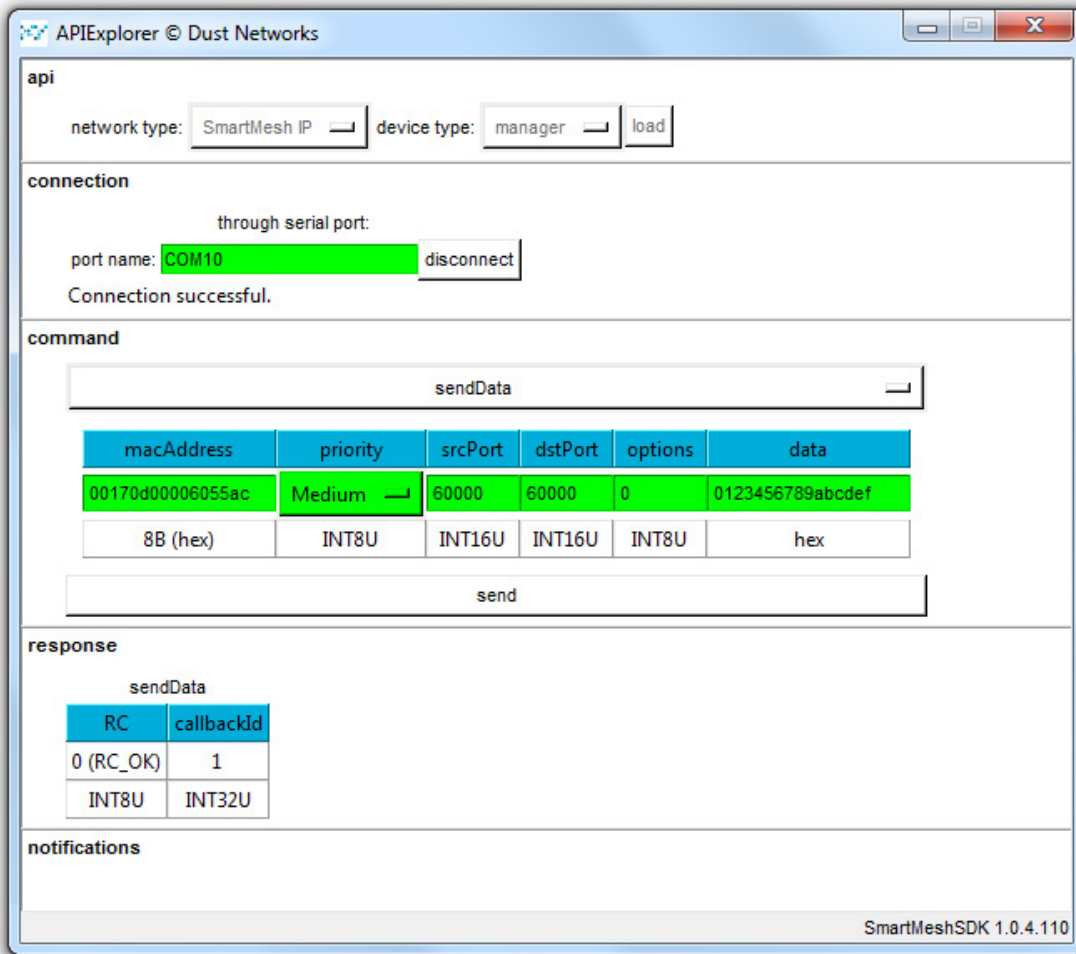 APIExplorer © Dust Networks
api
network type: SmartMesh IP device type: manager load
connection
through serial port:
port name: COM10 disconnect
Connection successful.
command
sendData
macAddress priority srcPort dstPort options data
00170d00006055ac Medium 60000 60000 0 0123456789abcdef
8B (hex) INT8U INT16U INT16U INT8U hex
send
response
sendData
RC callbackId
0 (RC_OK) 1
INT8U INT32U
notifications
SmartMeshSDK 1.0.4.110